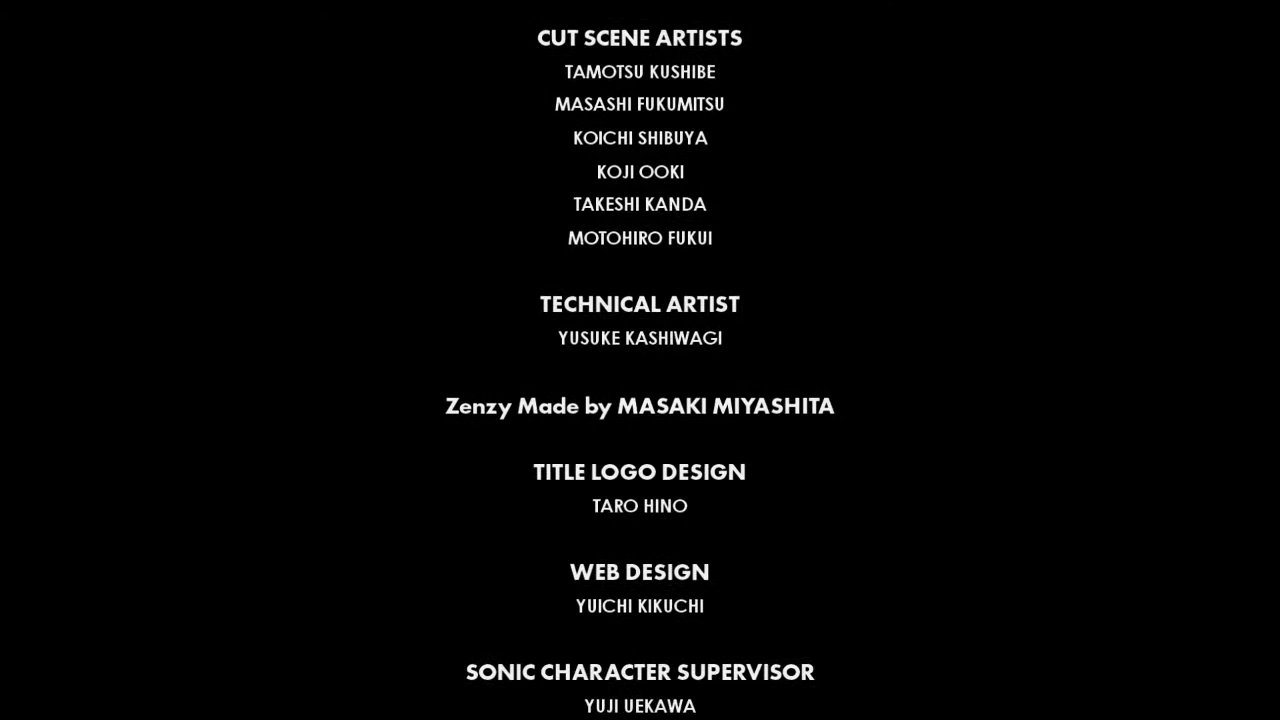 CUT SCENE ARTISTS
TAMOTSU KUSHIBE
MASASHI FUKUMITSU
KOICHI SHIBUYA
KOJI OOKI
TAKESHI KANDA
MOTOHIRO FUKUI
TECHNICAL ARTIST
YUSUKE KASHIWAGI
Zenzy Made by MASAKI MIYASHITA
TITLE LOGO DESIGN
TARO HINO
WEB DESIGN
YUICHI KIKUCHI
SONIC CHARACTER SUPERVISOR
YUJI UEKAWA